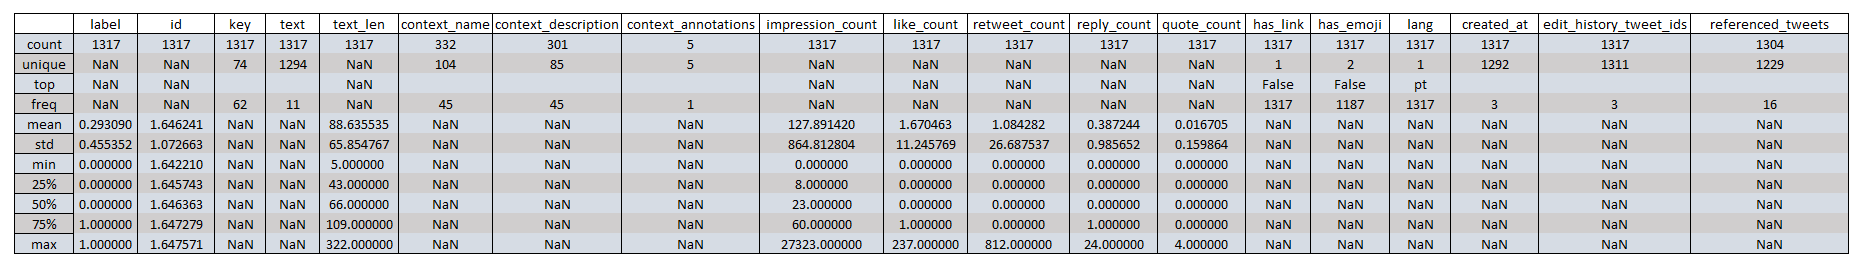 label id key text text_len context_name context_description context_annotations impression_count like_count retweet_count reply_count quote_count has_link has_emoji lang created_at edit_history_tweet_ids referenced_tweets
count 1317 1317 1317 1317 1317 332 301 5 1317 1317 1317 1317 1317 1317 1317 1317 1317 1317 1304
unique NaN NaN 74 1294 NaN 104 85 5 NaN NaN NaN NaN NaN 1 2 1 1292 1311 1229
top NaN NaN NaN NaN NaN NaN NaN NaN False False pt
freq NaN NaN 62 11 NaN 45 45 1 NaN NaN NaN NaN NaN 1317 1187 1317 3 3 16
mean 0.293090 1.646241 NaN NaN 88.635535 NaN NaN NaN 127.891420 1.670463 1.084282 0.387244 0.016705 NaN NaN NaN NaN NaN NaN
std 0.455352 1.072663 NaN NaN 65.854767 NaN NaN NaN 864.812804 11.245769 26.687537 0.985652 0.159864 NaN NaN NaN NaN NaN NaN
min 0.000000 1.642210 NaN NaN 5.000000 NaN NaN NaN 0.000000 0.000000 0.000000 0.000000 0.000000 NaN NaN NaN NaN NaN NaN
25% 0.000000 1.645743 NaN NaN 43.000000 NaN NaN NaN 8.000000 0.000000 0.000000 0.000000 0.000000 NaN NaN NaN NaN NaN NaN
50% 0.000000 1.646363 NaN NaN 66.000000 NaN NaN NaN 23.000000 0.000000 0.000000 0.000000 0.000000 NaN NaN NaN NaN NaN NaN
75% 1.000000 1.647279 NaN NaN 109.000000 NaN NaN NaN 60.000000 1.000000 0.000000 1.000000 0.000000 NaN NaN NaN NaN NaN NaN
max 1.000000 1.647571 NaN NaN 322.000000 NaN NaN NaN 27323.000000 237.000000 812.000000 24.000000 4.000000 NaN NaN NaN NaN NaN NaN